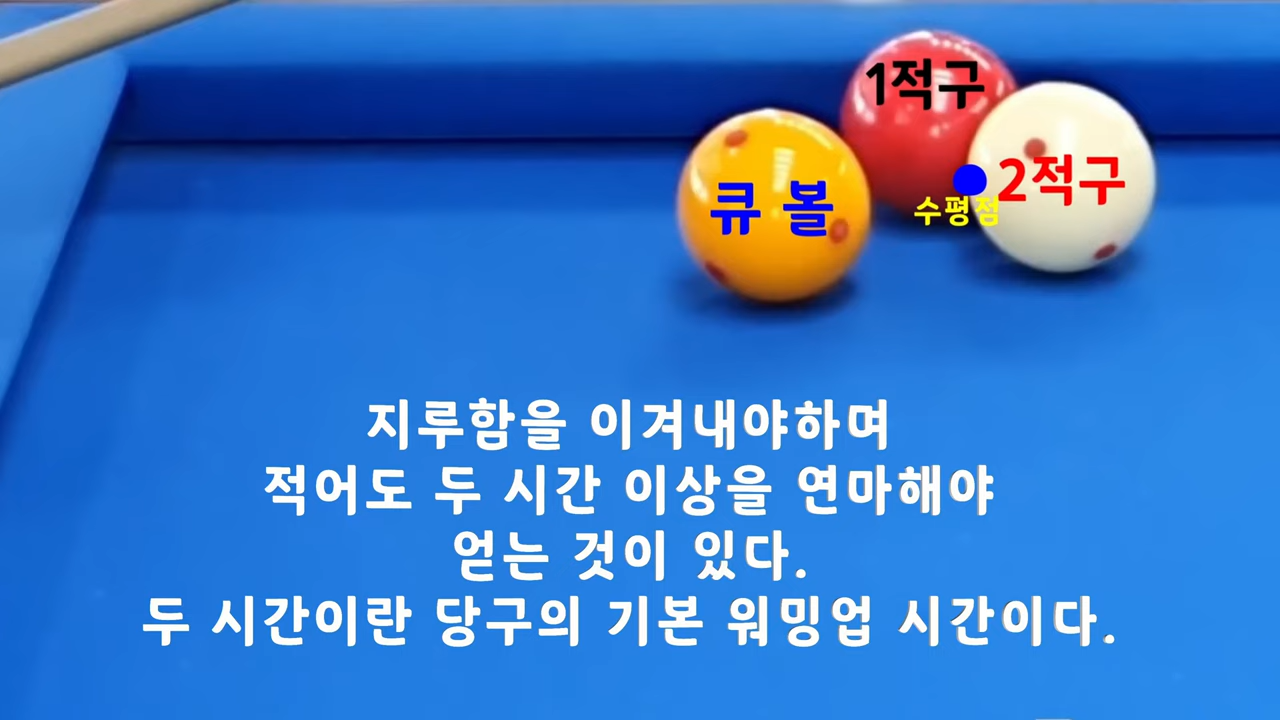 1적구
2적구
큐 볼
수평점
지루함을 이겨내야하며
적어도 두 시간 이상을 연마해야
얻는 것이 있다.
두 시간이란 당구의 기본 워밍업 시간이다.